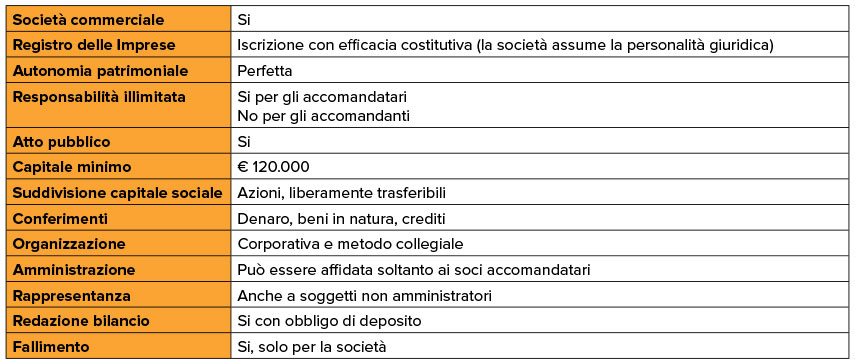 Società commerciale Si
Registro delle Imprese Iscrizione con efficacia costitutiva (la società assume la personalità giuridica)
Autonomia patrimoniale Perfetta
Responsabilità illimitata Si per gli accomandatari
No per gli accomandanti
Atto pubblico Si
Capitale minimo € 120.000
Suddivisione capitale sociale Azioni, liberamente trasferibili
Conferimenti Denaro, beni in natura, crediti
Organizzazione Corporativa e metodo collegiale
Amministrazione Può essere affidata soltanto ai soci accomandatari
Rappresentanza Anche a soggetti non amministratori
Redazione bilancio Si con obbligo di deposito
Fallimento Si, solo per la società